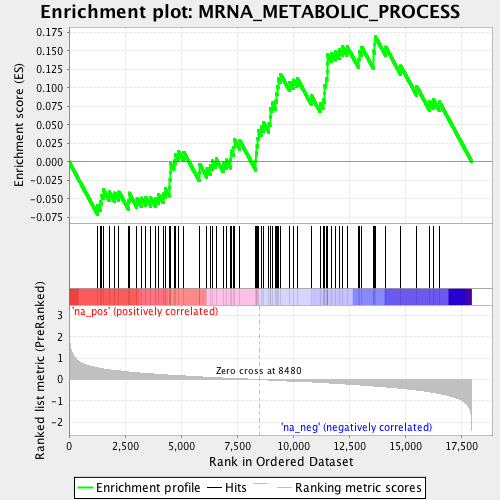 Enrichment plot: MRNA_METABOLIC_PROCESS
Enrichment score (ES)
0.175
0.150
0.125
0.100
0.075
0.050
0.025
0.000
-0.025
-0.050
-0.075
'na_pos' (positively correlated)
Ranked list metric (PreRanked)
3
2
1
0
-1
-2
Zero cross at 8480
'na_neg' (negatively correlated)
0 2,500 5,000 7,500 10,000 12,500 15,000 17,500
Rank in Ordered Dataset
Enrichment profile Hits Ranking metric scores